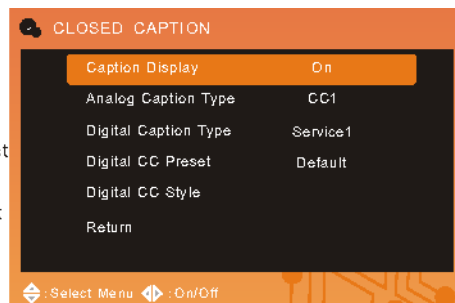 CLOSED CAPTION
Caption Display On
Analog Caption Type CC1
Digital Caption Type Service1
Digital CC Preset Default
Digital CC Style
Return
:Select Menu :On/Off